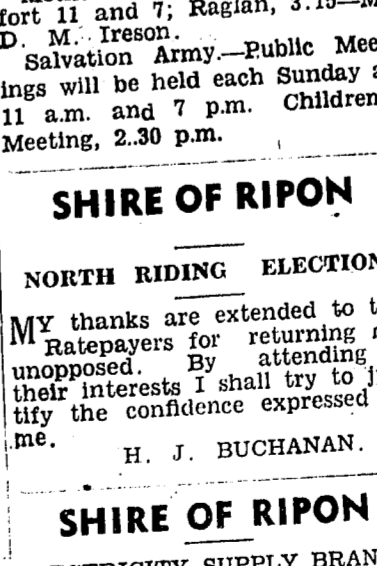 fort 11 and 7; Raglan, 3.15—
D. M. Ireson.
Salvation Army.—Public Mee
ings will be held each Sunday a
11 a.m. and 7 p.m. Children
Meeting, 2..30 p.m.
SHIRE OF RIPON
NORTH RIDING ELECTION
MY thanks are extended to t
Ratepayers for returning
unopposed. By attending
their interests I shall try to j
tify the confidence expressed
me.
H. J. BUCHANAN.
SHIRE OF RIPON
SUPPLY BRAN